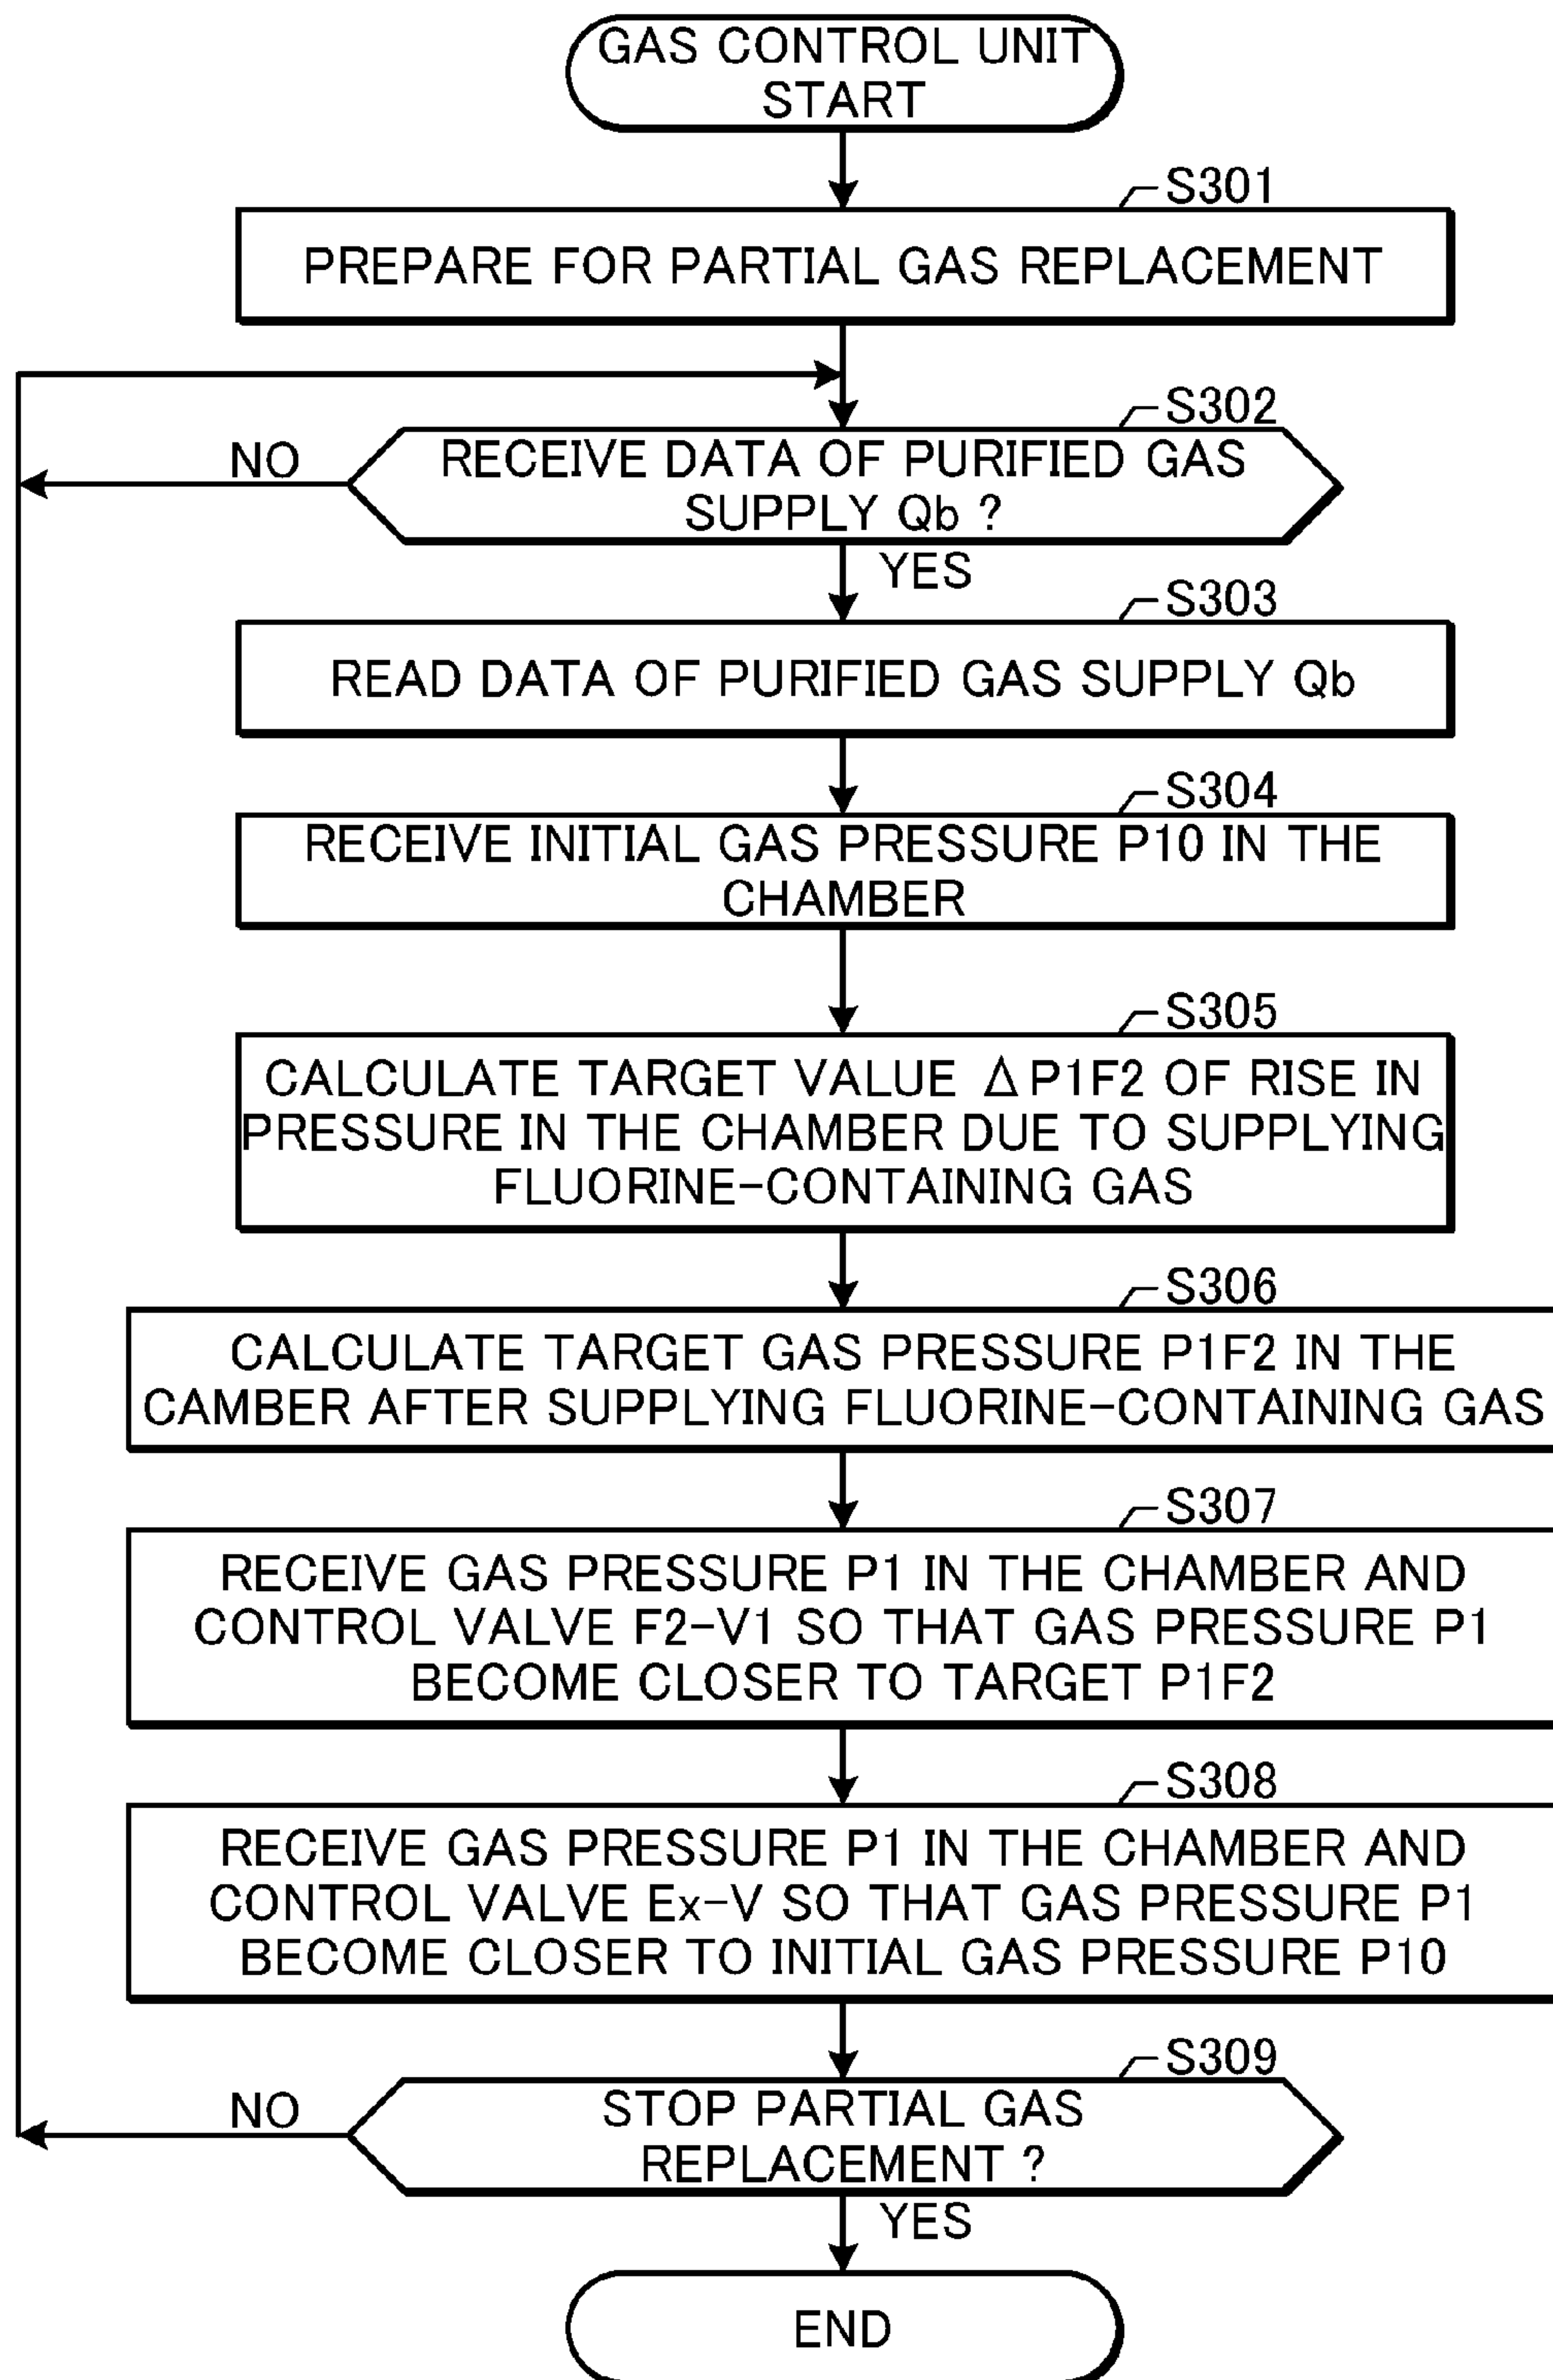 GAS CONTROL UNIT
START
S301
PREPARE FOR PARTIAL GAS REPLACEMENT
S302
NO
RECEIVE DATA OF PURIFIED GAS
SUPPLY Qb ?
YES
S303
READ DATA OF PURIFIED GAS SUPPLY Qb
S304
RECEIVE INITIAL GAS PRESSURE P10 IN THE
CHAMBER
S305
CALCULATE TARGET VALUE Δ P1F2 OF RISE IN
PRESSURE IN THE CHAMBER DUE TO SUPPLYING
FLUORINE-CONTAINING GAS
S306
CALCULATE TARGET GAS PRESSURE P1F2 IN THE
CAMBER AFTER SUPPLYING FLUORINE-CONTAINING GAS
S307
RECEIVE GAS PRESSURE P1 IN THE CHAMBER AND
CONTROL VALVE F2-V1 SO THAT GAS PRESSURE P1
BECOME CLOSER TO TARGET P1F2
S308
RECEIVE GAS PRESSURE P1 IN THE CHAMBER AND
CONTROL VALVE Ex-V SO THAT GAS PRESSURE P1
BECOME CLOSER TO INITIAL GAS PRESSURE P10
S309
NO
STOP PARTIAL GAS
REPLACEMENT ?
YES
END